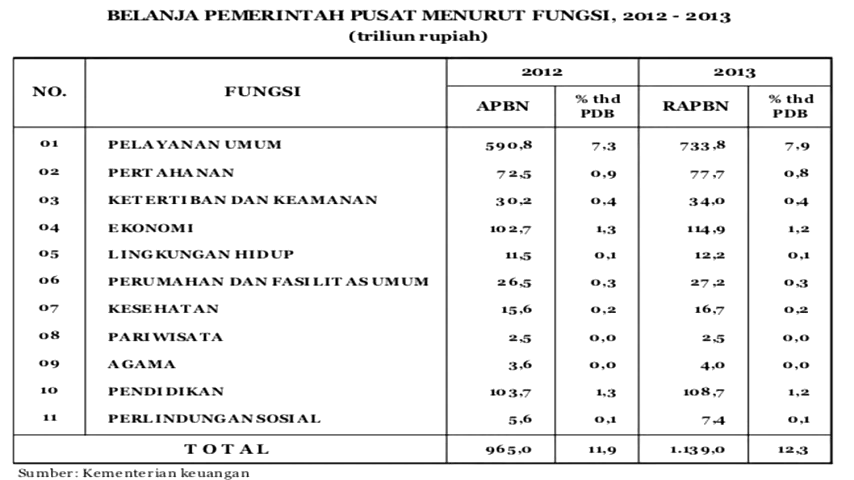 BELANJA PEMERINTAH PUSAT MENURUT FUNGSI, 2012 - 2013
(triliun rupiah)
NO. FUNGSI 2012 2013
APBN % thd PDB RAPBN % thd PDB
01 PELAYANAN UMUM 590,8 7,3 733,8 7,9
02 PERTAHANAN 72,5 0,9 77,7 0,8
03 KETERTIBAN DAN KEAMANAN 30,2 0,4 34,0 0,4
04 EKONOMI 102,7 1,3 114,9 1,2
05 LINGKUNGAN HIDUP 11,5 0,1 12,2 0,1
06 PERUMAHAN DAN FASILITAS UMUM 26,5 0,3 27,2 0,3
07 KESEHATAN 15,6 0,2 16,7 0,2
08 PARIWISATA 2,5 0,0 2,5 0,0
09 AGAMA 3,6 0,0 4,0 0,0
10 PENDIDIKAN 103,7 1,3 108,7 1,2
11 PERLINDUNGAN SOSIAL 5,6 0,1 7,4 0,1
TOTAL 965,0 11,9 1.139,0 12,3
Sumber: Kementerian keuangan